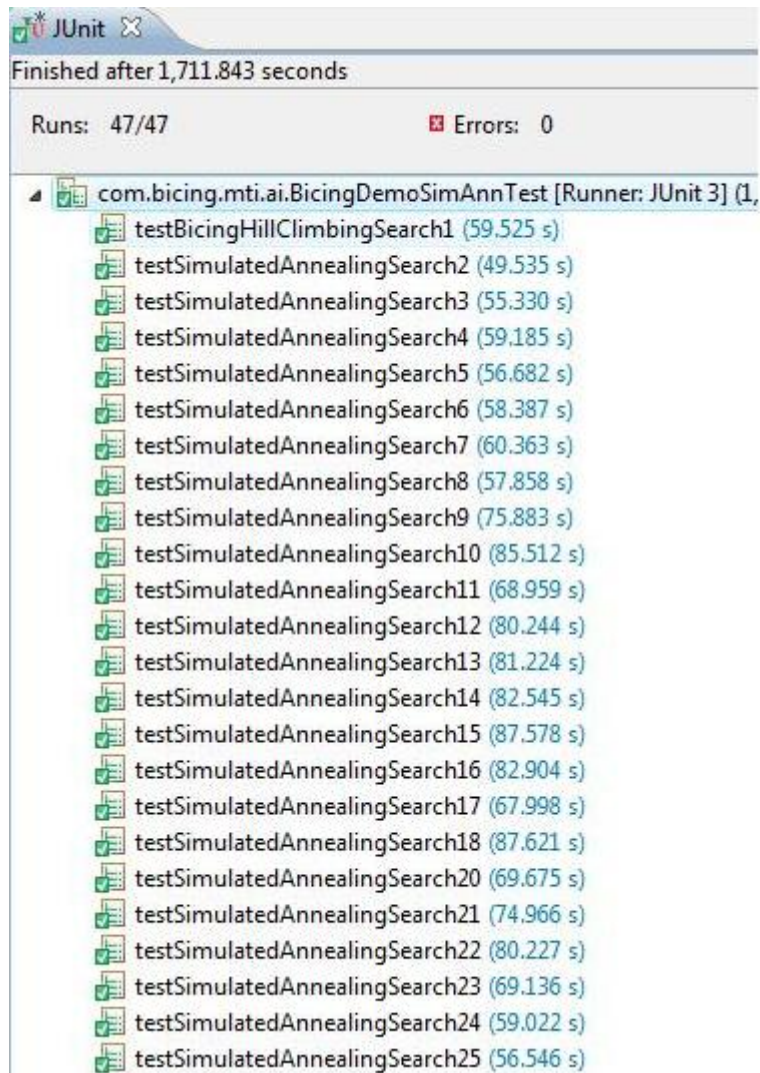 JUnit
Finished after 1,711.843 seconds
Runs: 47/47 Errors: 0
com.bicing.mti.ai.BicingDemoSimAnnTest [Runner: JUnit 3] (1,
testBicingHillClimbingSearch1 (59.525 s)
testSimulatedAnnealingSearch2 (49.535 s)
testSimulatedAnnealingSearch3 (55.330 s)
testSimulatedAnnealingSearch4 (59.185 s)
testSimulatedAnnealingSearch5 (56.682 s)
testSimulatedAnnealingSearch6 (58.387 s)
testSimulatedAnnealingSearch7 (60.363 s)
testSimulatedAnnealingSearch8 (57.858 s)
testSimulatedAnnealingSearch9 (75.883 s)
testSimulatedAnnealingSearch10 (85.512 s)
testSimulatedAnnealingSearch11 (68.959 s)
testSimulatedAnnealingSearch12 (80.244 s)
testSimulatedAnnealingSearch13 (81.224 s)
testSimulatedAnnealingSearch14 (82.545 s)
testSimulatedAnnealingSearch15 (87.578 s)
testSimulatedAnnealingSearch16 (82.904 s)
testSimulatedAnnealingSearch17 (67.998 s)
testSimulatedAnnealingSearch18 (87.621 s)
testSimulatedAnnealingSearch20 (69.675 s)
testSimulatedAnnealingSearch21 (74.966 s)
testSimulatedAnnealingSearch22 (80.227 s)
testSimulatedAnnealingSearch23 (69.136 s)
testSimulatedAnnealingSearch24 (59.022 s)
testSimulatedAnnealingSearch25 (56.546 s)